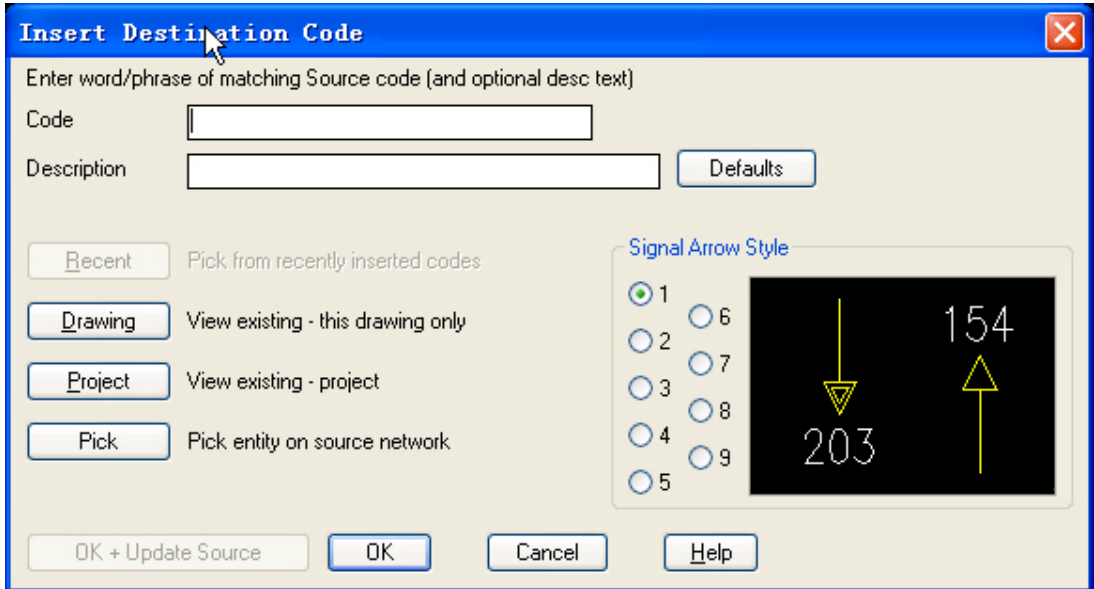 Insert Destination Code
Enter word/phrase of matching Source code (and optional desc text)
Code
Description
Defaults
Recent
Pick from recently inserted codes
Drawing
View existing - this drawing only
Project
View existing - project
Pick
Pick entity on source network
Signal Arrow Style
1
2
3
4
5
6
7
8
9
203
154
OK + Update Source
OK
Cancel
Help